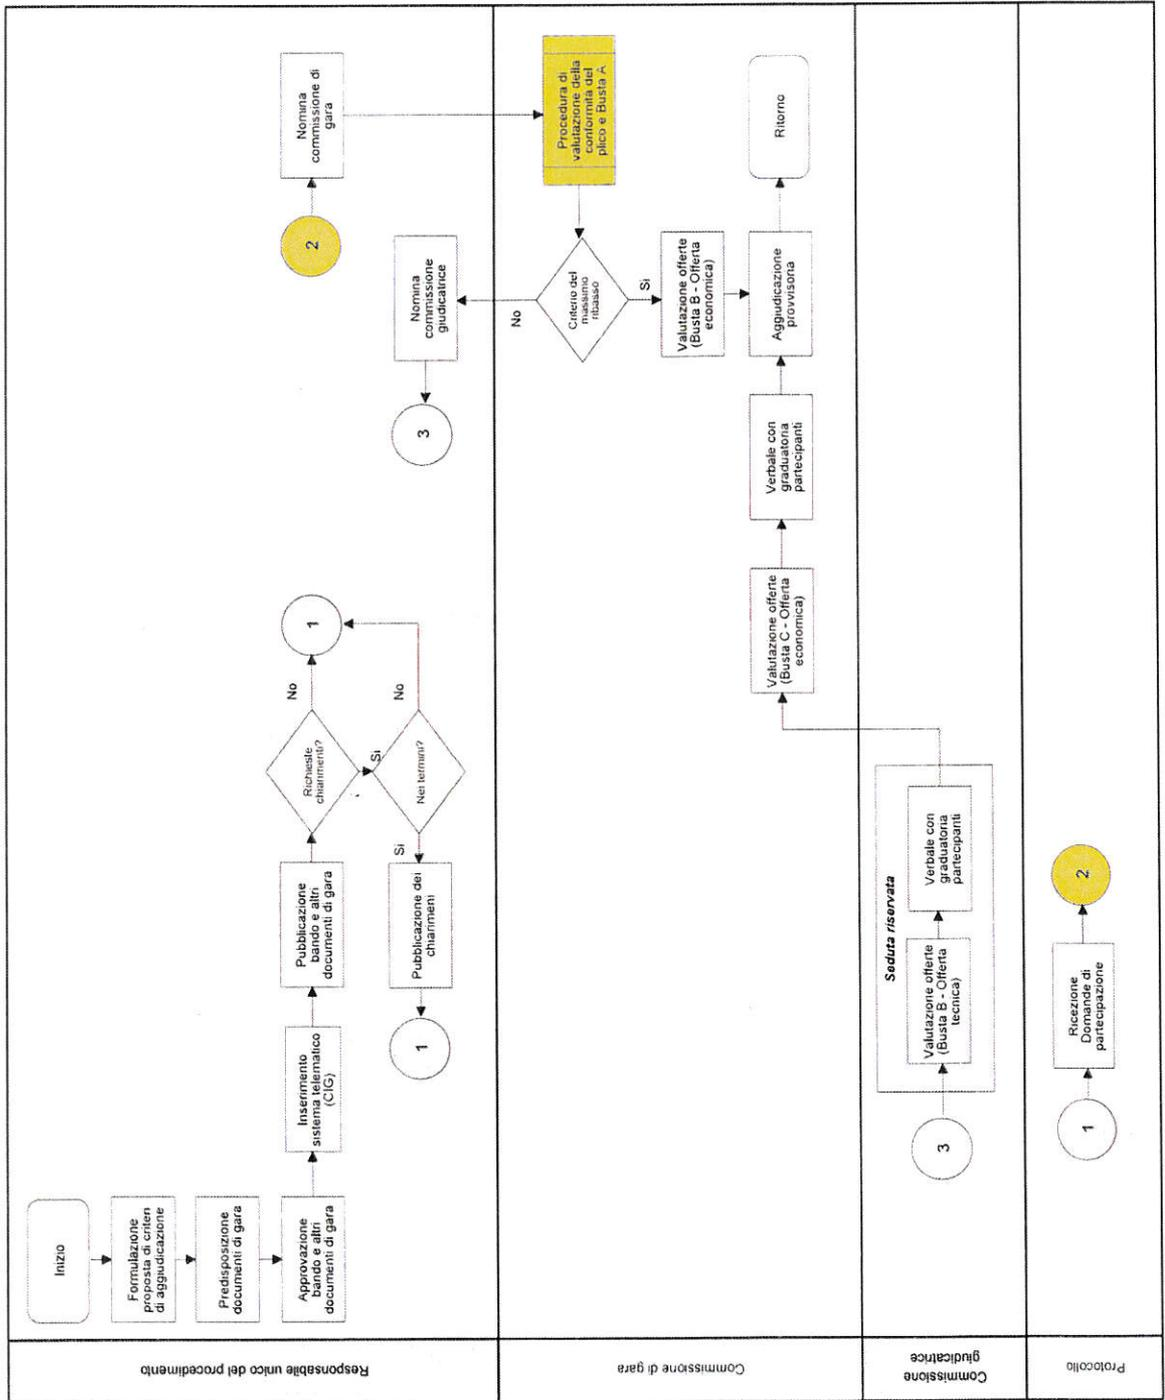 Responsabile unico del procedimento
Inizio
Formulazione
proposta di criteri
di aggiudicazione
Predisposizione
documenti di gara
Approvazione
bando e altri
documenti di gara
Inserimento
sistema telematico
(CIG)
Pubblicazione
bando e altri
documenti di gara
Richieste
chiarimenti?
No
1
Si
Nei termini?
No
Si
Pubblicazione dei
chiarimeni
1
2
Nomina
commissione di
gara
Nomina
commissione
giudicatrice
3
Commissione di gara
Procedura di
valutazione della
conformità del
plico e Busta A
Criterio del
massimo
ribasso
No
Si
Valutazione offerte
(Busta B - Offerta
economica)
Valutazione offerte
(Busta C - Offerta
economica)
Verbale con
graduatoria
partecipanti
Aggiudicazione
provvisona
Ritorno
Commissione
giudicatrice
3
Seduta riservata
Valutazione offerte
(Busta B - Offerta
tecnica)
Verbale con
graduatoria
partecipanti
Protocollo
1
Ricezione
Domande di
partecipazione
2